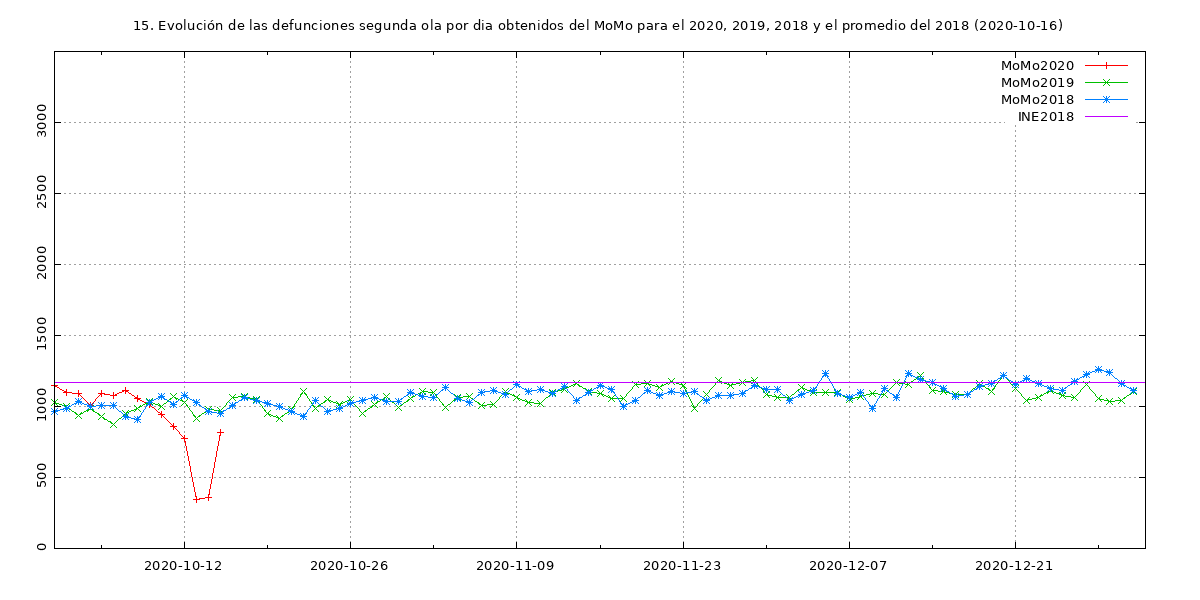 15. Evolución de las defunciones segunda ola por dia obtenidos del MoMo para el 2020, 2019, 2018 y el promedio del 2018 (2020-10-16)
MoMo2020
MoMo2019
MoMo2018
INE2018
3000
2500
2000
1500
1000
500
0
2020-10-12 2020-10-26 2020-11-09 2020-11-23 2020-12-07 2020-12-21